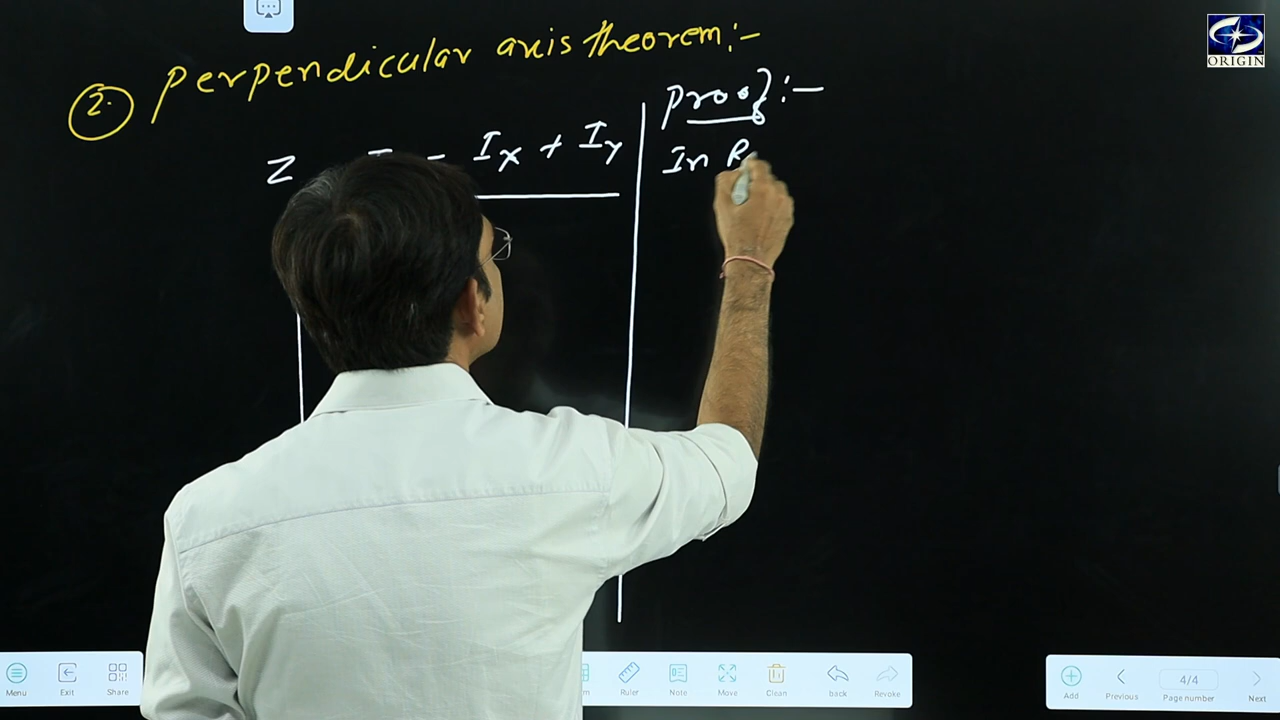 2. Perpendicular axis theorem:-
Z = Ix + Iy
Proof:-
In R
ORIGIN
Menu Exit Share Ruler Note Move Clean back Revoke
Add Previous 4/4 Page number Next